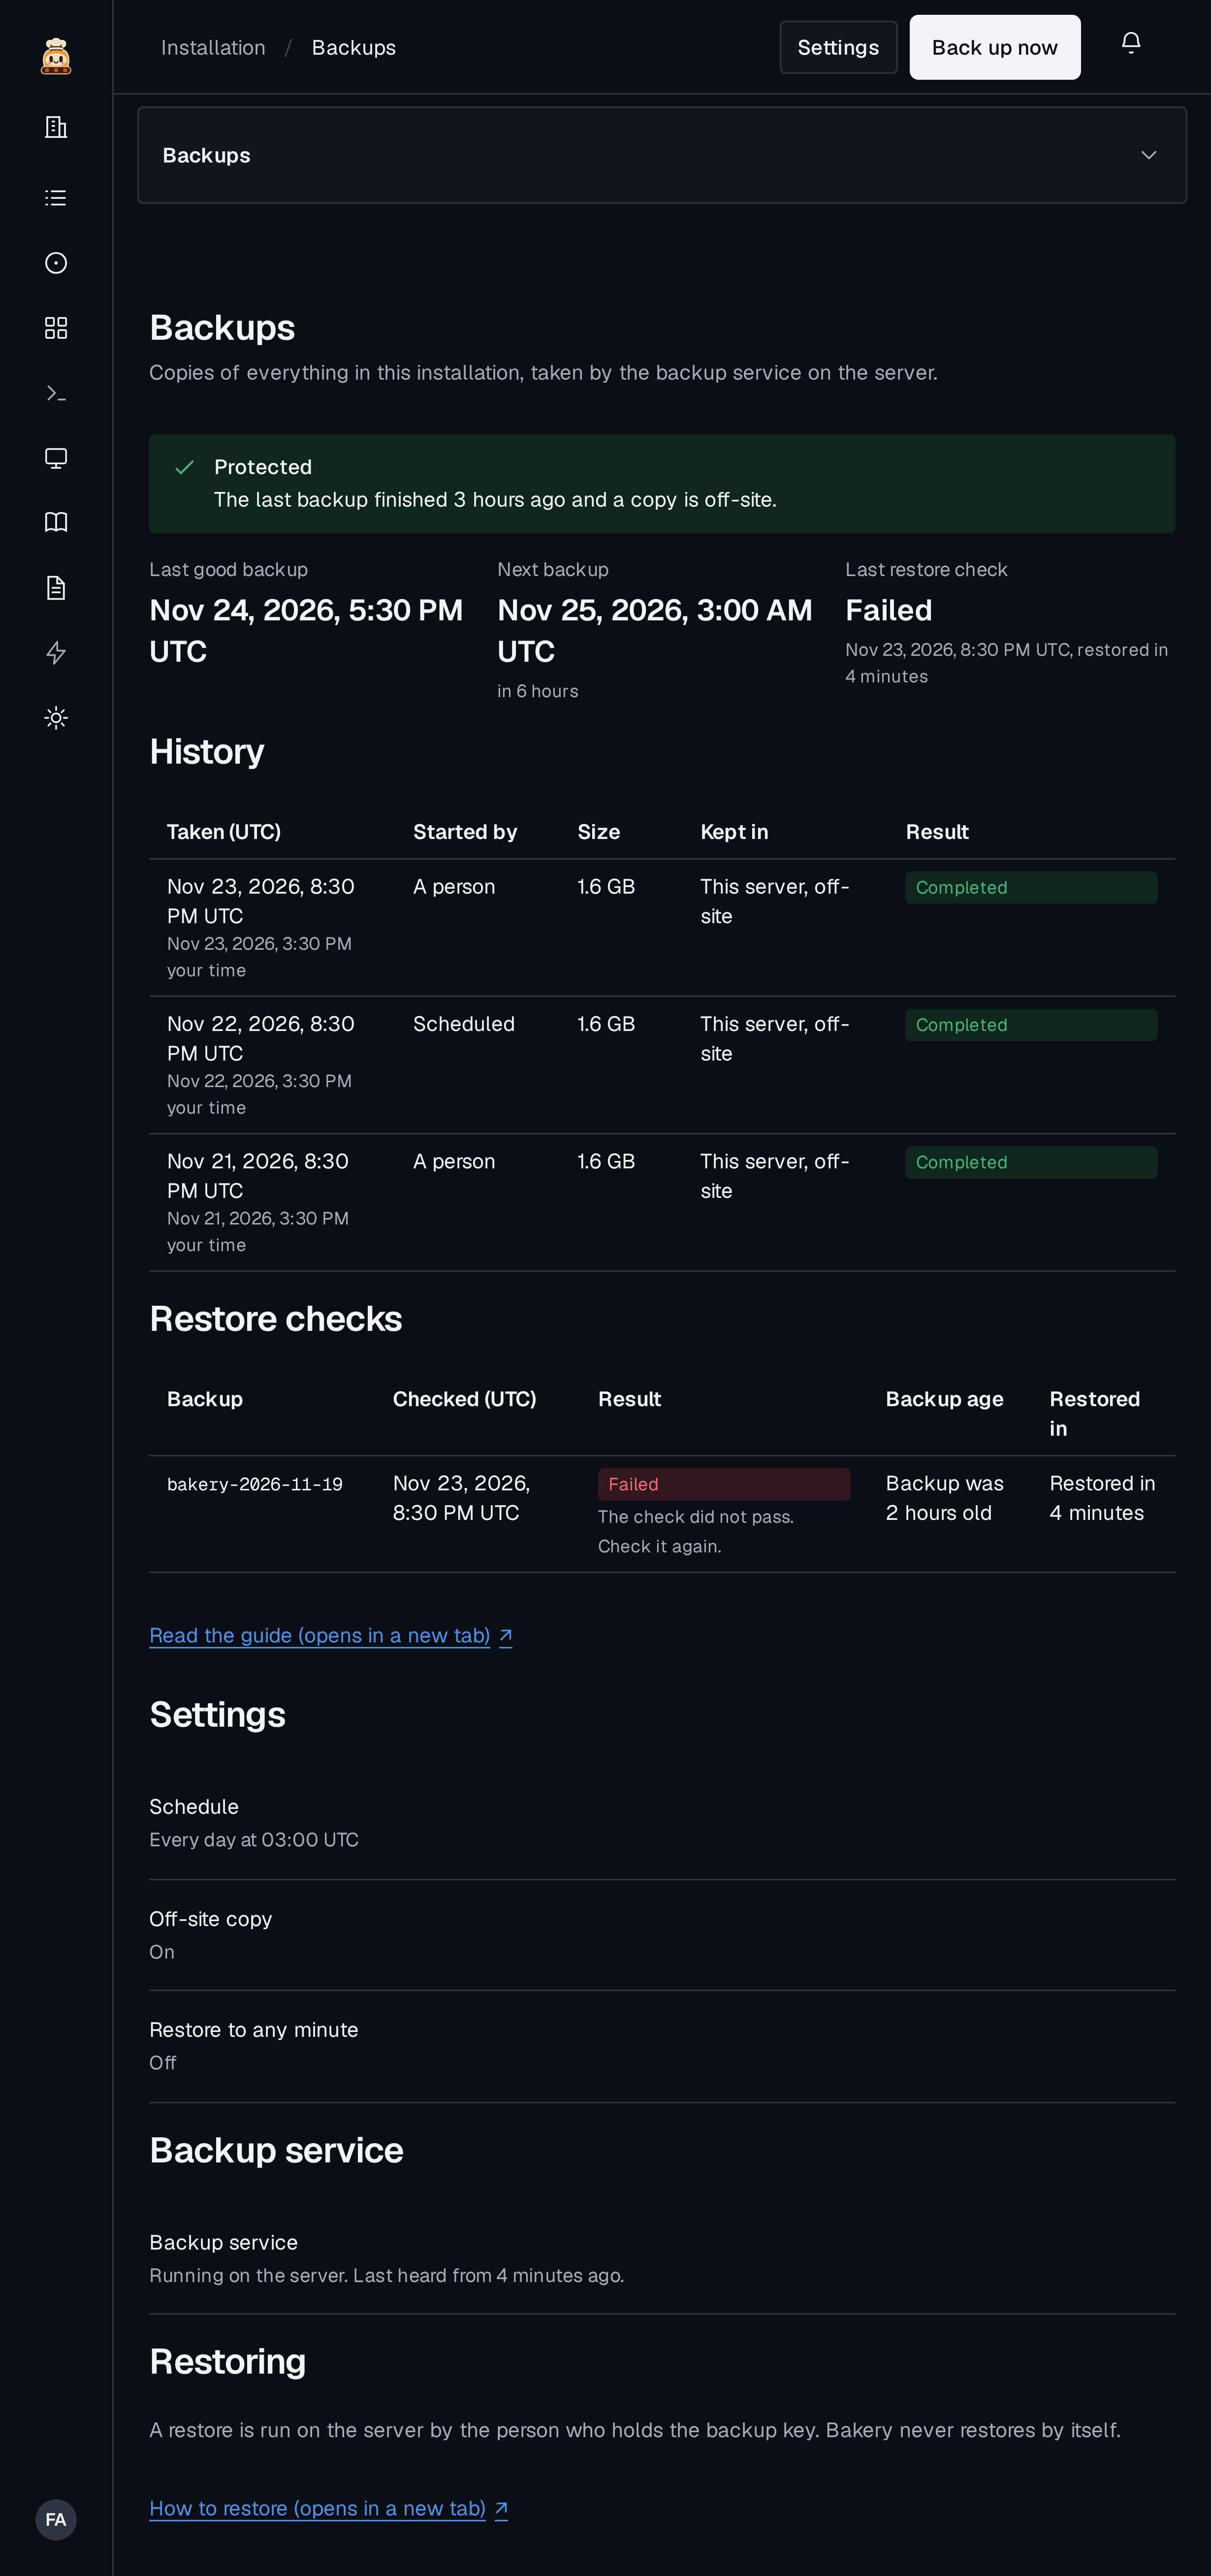 Installation / Backups
Settings
Back up now
Backups
Backups
Copies of everything in this installation, taken by the backup service on the server.
Protected
The last backup finished 3 hours ago and a copy is off-site.
Last good backup
Nov 24, 2026, 5:30 PM
UTC
Next backup
Nov 25, 2026, 3:00 AM
UTC
in 6 hours
Last restore check
Failed
Nov 23, 2026, 8:30 PM UTC, restored in
4 minutes
History
Taken (UTC) Started by Size Kept in Result
Nov 23, 2026, 8:30 A person 1.6 GB This server, off- Completed
PM UTC site
Nov 23, 2026, 3:30 PM
your time
Nov 22, 2026, 8:30 Scheduled 1.6 GB This server, off- Completed
PM UTC site
Nov 22, 2026, 3:30 PM
your time
Nov 21, 2026, 8:30 A person 1.6 GB This server, off- Completed
PM UTC site
Nov 21, 2026, 3:30 PM
your time
Restore checks
Backup Checked (UTC) Result Backup age Restored
in
bakery-2026-11-19 Nov 23, 2026, Failed Backup was Restored in
8:30 PM UTC The check did not pass. 2 hours old 4 minutes
Check it again.
Read the guide (opens in a new tab)
Settings
Schedule
Every day at 03:00 UTC
Off-site copy
On
Restore to any minute
Off
Backup service
Backup service
Running on the server. Last heard from 4 minutes ago.
Restoring
A restore is run on the server by the person who holds the backup key. Bakery never restores by itself.
How to restore (opens in a new tab)
FA